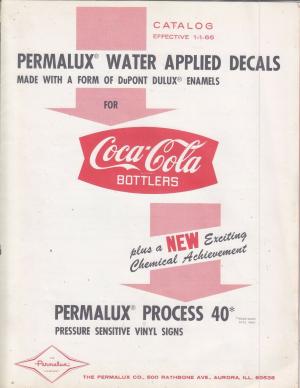 CATALOG
EFFECTIVE 1-1-66
PERMALUX® WATER APPLIED DECALS
MADE WITH A FORM OF DuPONT DULUX® ENAMELS
FOR
Coca-Cola
BOTTLERS
plus a NEW Exciting
Chemical Achievement
PERMALUX® PROCESS 40*
PRESSURE SENSITIVE VINYL SIGNS
THE
Permalux
COMPANY
THE PERMALUX CO., 500 RATHBONE AVE., AURORA, ILL. 60538